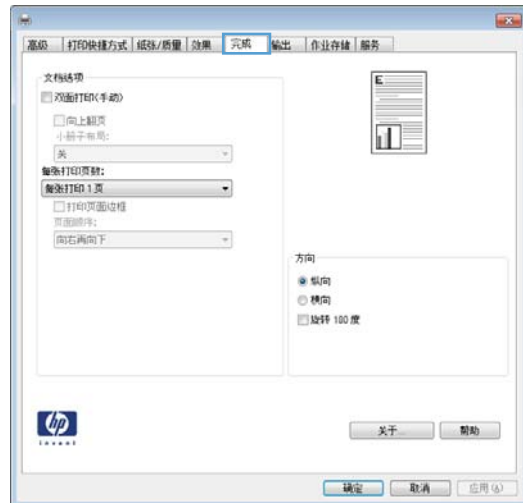 高级 打印快捷方式 纸张/质量 效果 完成 输出 作业存储 服务
文档选项
双面打印(手动)
向上翻页
小册子布局:
关
每张打印页数:
每张打印 1 页
打印页面边框
页面顺序:
向右再向下
E
方向
纵向
横向
旋转 180 度
hp
invent
关于...
帮助
确定 取消 应用(A)